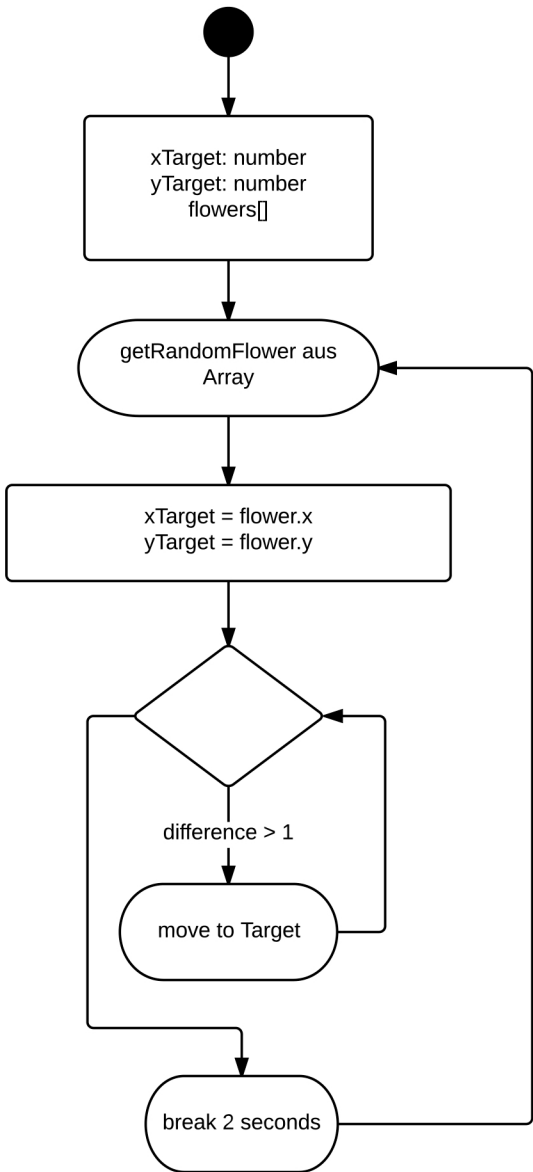 xTarget: number
yTarget: number
flowers[]
getRandomFlower aus
Array
xTarget = flower.x
yTarget = flower.y
difference > 1
move to Target
break 2 seconds